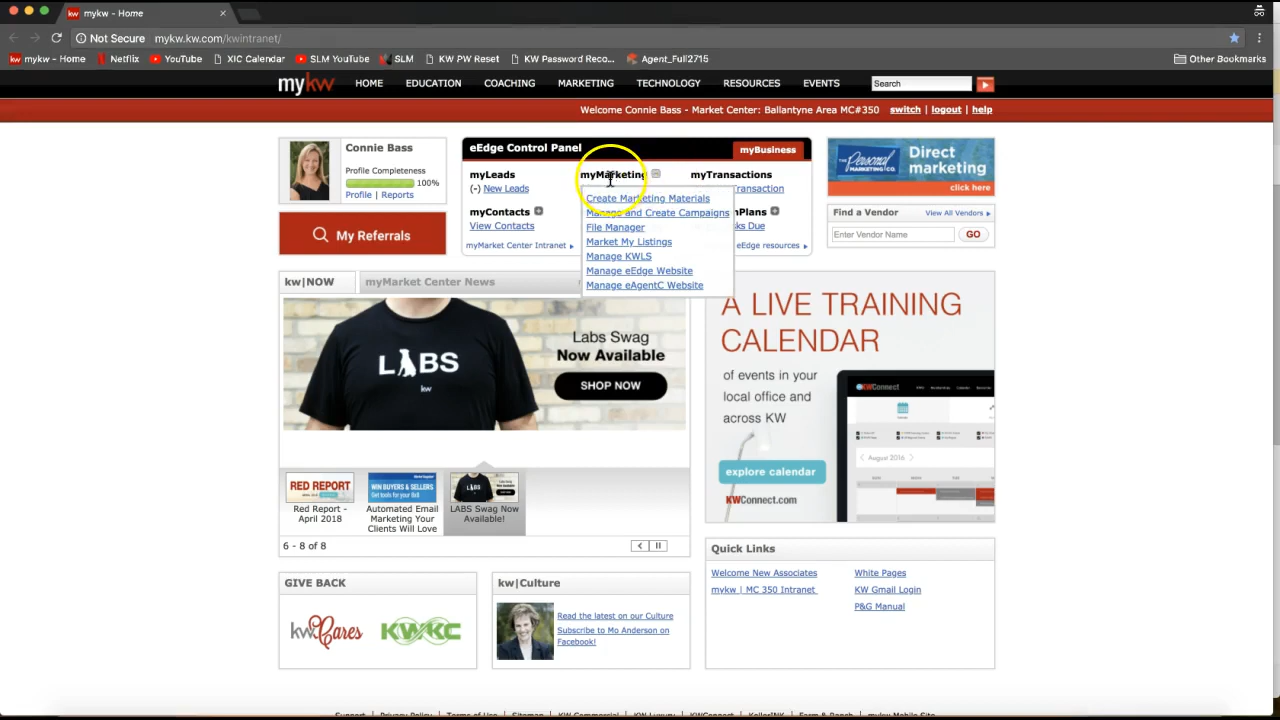 mykw - Home
Not Secure mykw.kw.com/kwintranet/
mykw - Home Netflix YouTube XIC Calendar SLM YouTube SLM KW PW Reset KW Password Reco... Agent_Full2715 Other Bookmarks
mykw HOME EDUCATION COACHING MARKETING TECHNOLOGY RESOURCES EVENTS Search
Welcome Connie Bass - Market Center: Ballantyne Area MC#350 switch | logout | help
Connie Bass
Profile Completeness
100%
Profile | Reports
My Referrals
eEdge Control Panel
myBusiness
myLeads
(-) New Leads
myContacts
View Contacts
myMarket Center Intranet
myMarketing
Create Marketing Materials
Manage and Create Campaigns
File Manager
Market My Listings
Manage KWLS
Manage eEdge Website
Manage eAgentC Website
myTransactions
Transaction
Plans
ks Due
eEdge resources
The Personal Marketing Company
Direct marketing
click here
Find a Vendor View All Vendors
Enter Vendor Name GO
kw|NOW myMarket Center News
LABS
kw
Labs Swag
Now Available
SHOP NOW
RED REPORT
Red Report - April 2018
WIN BUYERS & SELLERS
Automated Email Marketing Your Clients Will Love
LABS Swag Now Available!
6 - 8 of 8
A LIVE TRAINING
CALENDAR
of events in your
local office and
across KW
explore calendar
KWConnect.com
KWConnect
August 2016
Quick Links
Welcome New Associates White Pages
mykw | MC 350 Intranet KW Gmail Login
P&G Manual
GIVE BACK
kwCares KWKC
kw|Culture
Read the latest on our Culture
Subscribe to Mo Anderson on
Facebook!
Support Privacy Policy Terms of Use Sitemap KW Commercial KW Luxury KWConnect KellerINK Farm & Ranch mykw Mobile Site